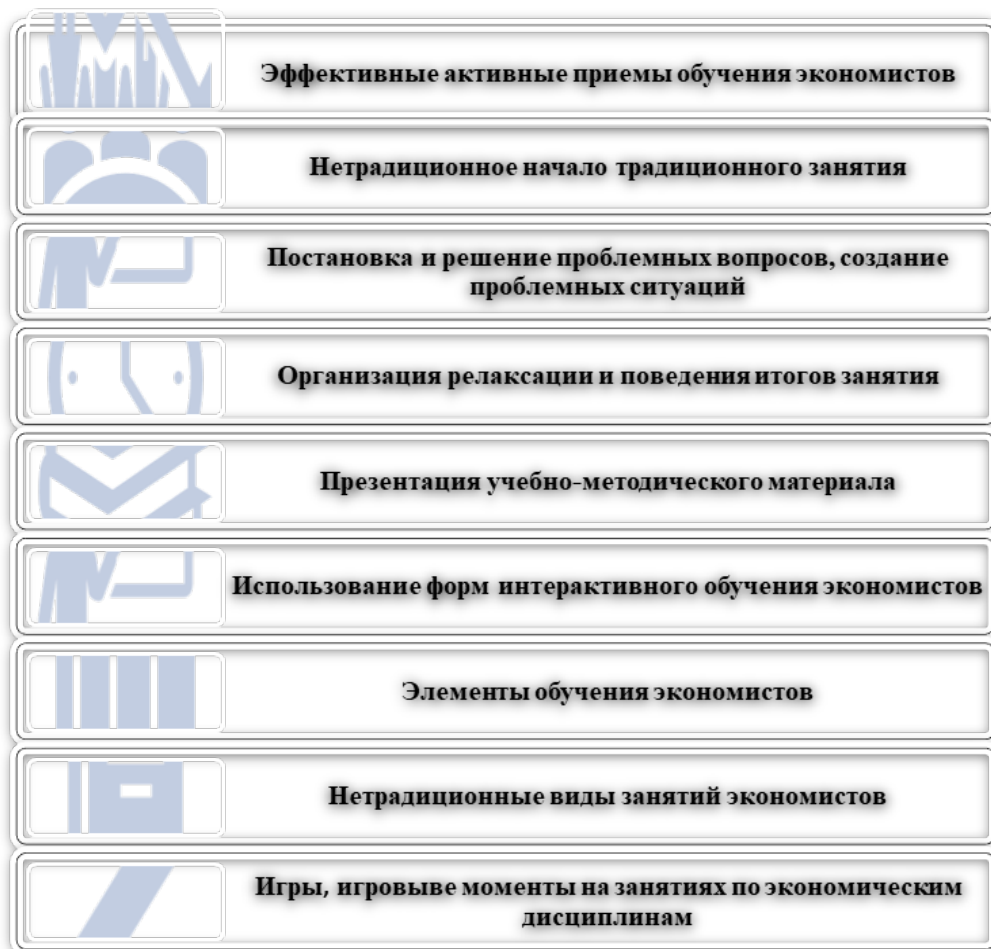 Эффективные активные приемы обучения экономистов
Нетрадиционное начало традиционного занятия
Постановка и решение проблемных вопросов, создание
проблемных ситуаций
Организация релаксации и поведения итогов занятия
Презентация учебно-методического материала
Использование форм интерактивного обучения экономистов
Элементы обучения экономистов
Нетрадиционные виды занятий экономистов
Игры, игровыве моменты на занятиях по экономическим
дисциплинам